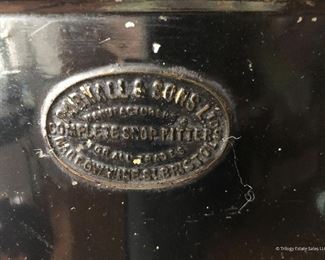 PARNALL & SONS LTD
MANUFACTURERS
COMPLETE SHOP FITTERS
FOR ALL TRADES
NARROW WINE ST. BRISTOL
© Trilogy Estate Sales LLC